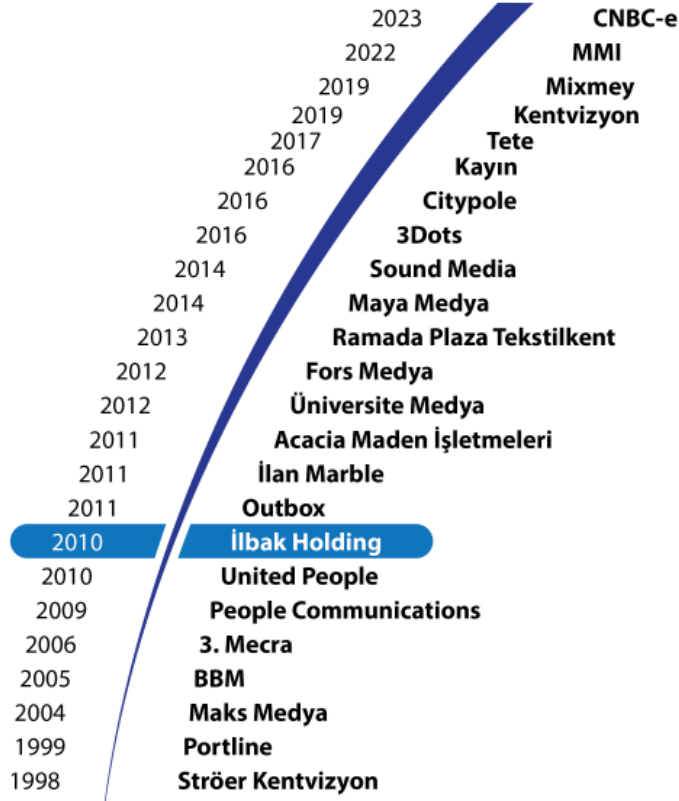 2023 CNBC-e
2022 MMI
2019 Mixmey
2019 Kentvizyon
2017 Tete
2016 Kayın
2016 Citypole
2016 3Dots
2014 Sound Media
2014 Maya Medya
2013 Ramada Plaza Tekstilkent
2012 Fors Medya
2012 Üniversite Medya
2011 Acacia Maden İşletmeleri
2011 İlan Marble
2011 Outbox
2010 İlbak Holding
2010 United People
2009 People Communications
2006 3. Mecra
2005 BBM
2004 Maks Medya
1999 Portline
1998 Ströer Kentvizyon